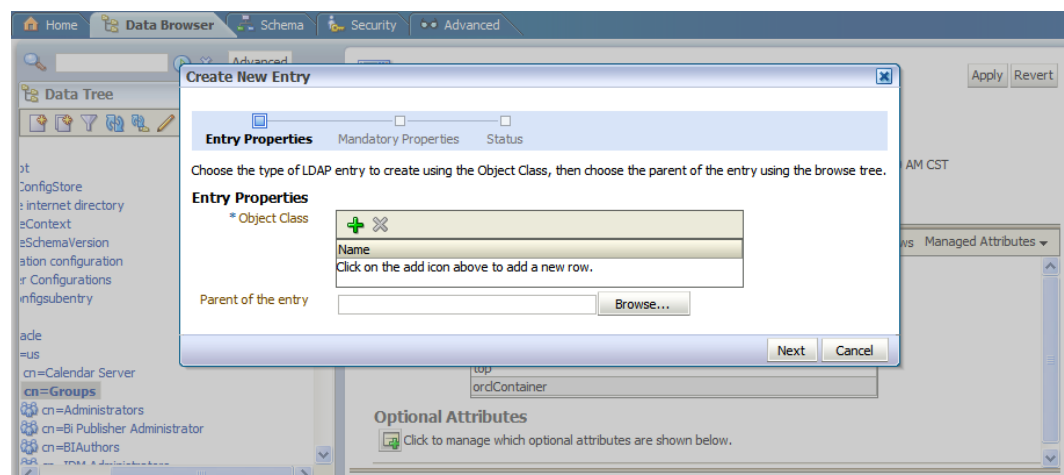 Home Data Browser Schema Security Advanced
Advanced
Create New Entry
Apply Revert
Data Tree
Entry Properties Mandatory Properties Status
AM CST
Choose the type of LDAP entry to create using the Object Class, then choose the parent of the entry using the browse tree.
ConfigStore
Entry Properties
e internet directory
* Object Class
eContext
eSchemaVersion
Managed Attributes
Name
ation configuration
Click on the add icon above to add a new row.
r Configurations
nfigsubentry
Parent of the entry Browse...
acle
=us
Next Cancel
cn=Calendar Server
top
cn=Groups
orclContainer
cn=Administrators
Optional Attributes
cn=Bi Publisher Administrator
Click to manage which optional attributes are shown below.
cn=BIAuthors